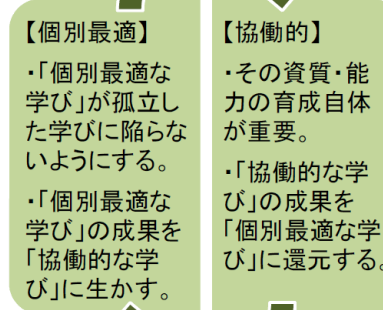 【個別最適】
・「個別最適な
学び」が孤立し
た学びに陥らな
いようにする。
・「個別最適な
学び」の成果を
「協働的な学
び」に生かす。
【協働的】
・その資質・能
力の育成自体
が重要。
・「協働的な学
び」の成果を
「個別最適な学
び」に還元する。